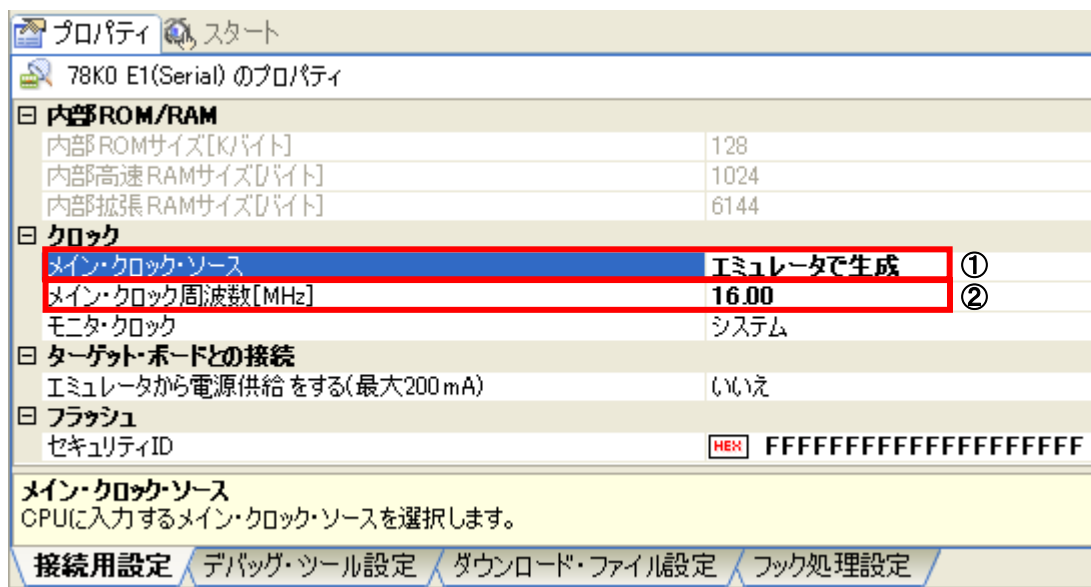 プロパティ スタート
78K0 E1(Serial) のプロパティ
内部ROM/RAM
内部ROMサイズ[Kバイト] 128
内部高速RAMサイズ[バイト] 1024
内部拡張RAMサイズ[バイト] 6144
クロック
メイン・クロック・ソース エミュレータで生成 ①
メイン・クロック周波数[MHz] 16.00 ②
モニタ・クロック システム
ターゲット・ボードとの接続
エミュレータから電源供給をする(最大200mA) いいえ
フラッシュ
セキュリティID HEX FFFFFFFFFFFFFFFFFFFF
メイン・クロック・ソース
CPUに入力するメイン・クロック・ソースを選択します。
接続用設定 デバッグ・ツール設定 ダウンロード・ファイル設定 フック処理設定